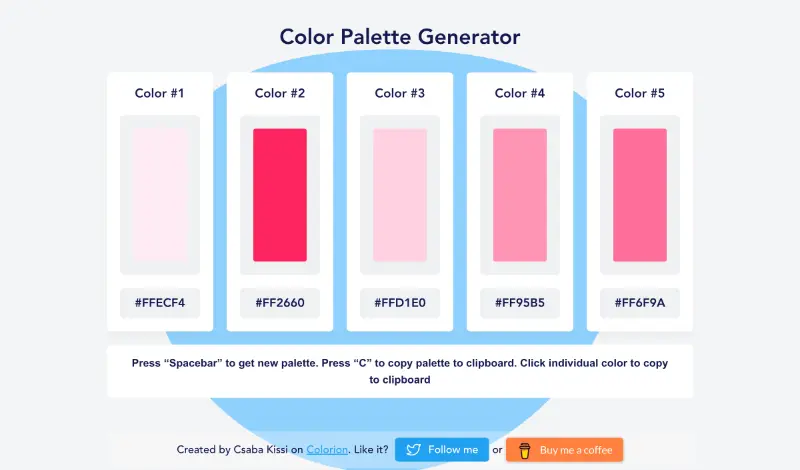 Color Palette Generator
Color #1
Color #2
Color #3
Color #4
Color #5
#FFECF4
#FF2660
#FFD1E0
#FF95B5
#FF6F9A
Press “Spacebar” to get new palette. Press “C” to copy palette to clipboard. Click individual color to copy
to clipboard
Created by Csaba Kissi on Colorion. Like it? Follow me or Buy me a coffee